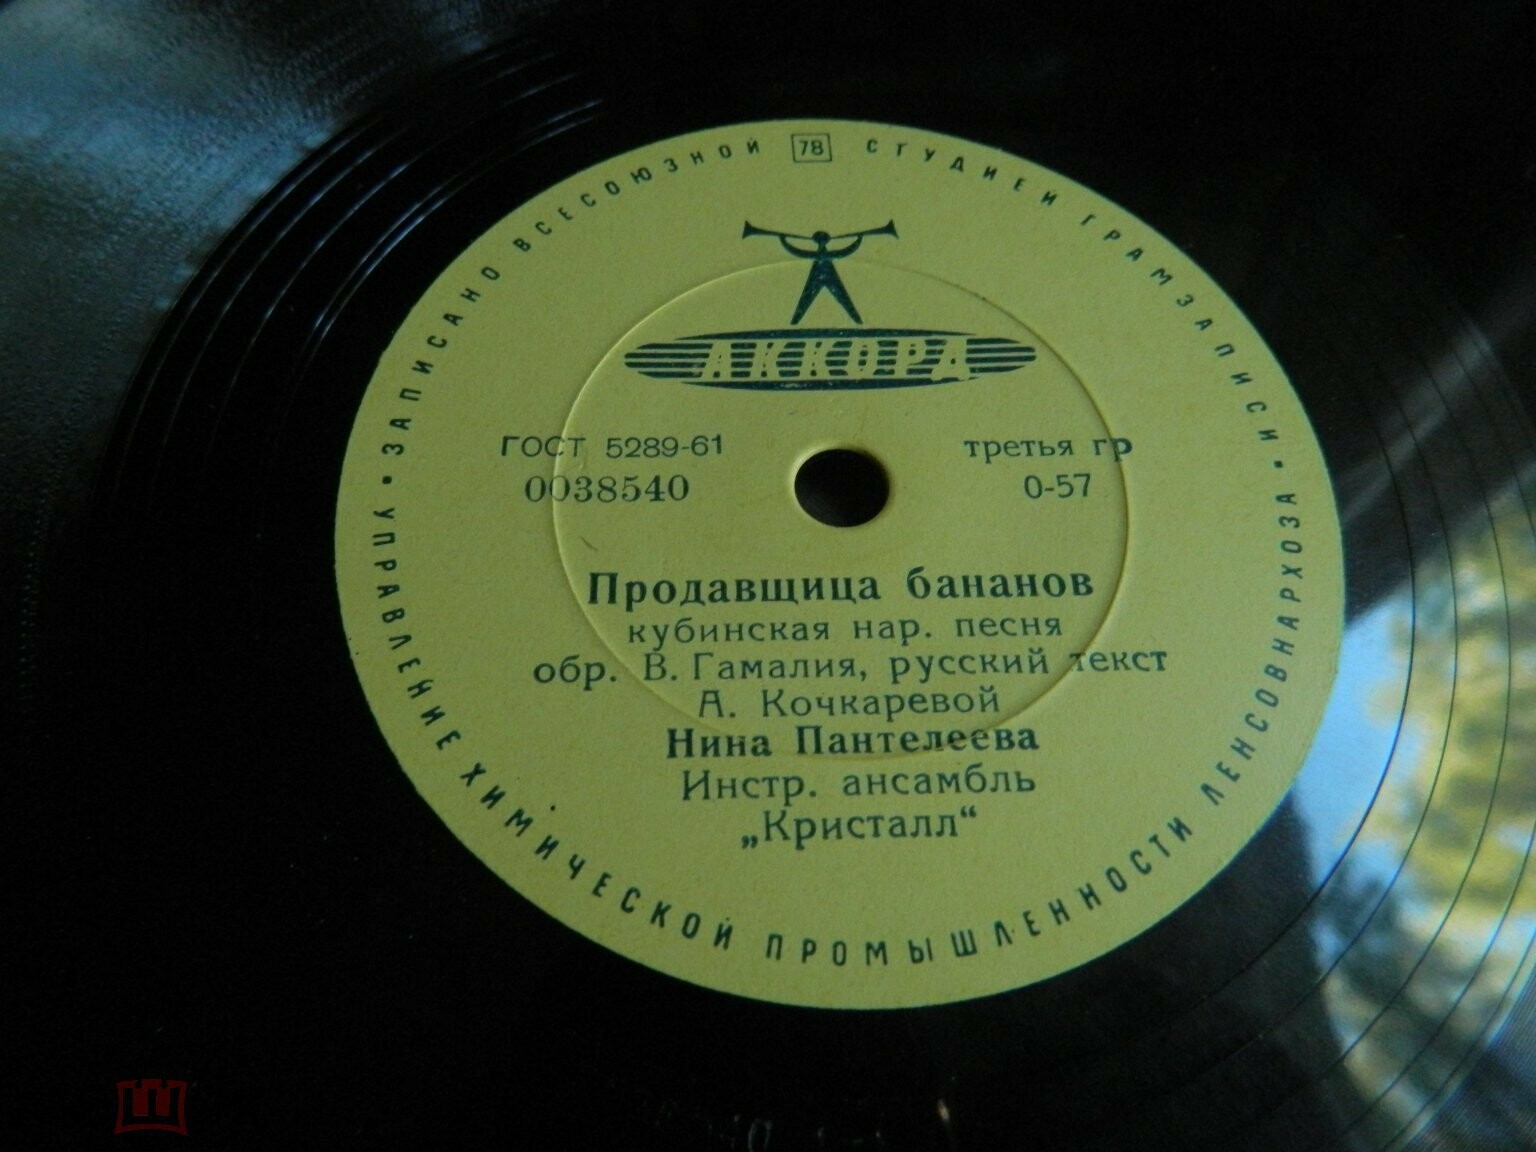 ЗАПИСАНО ВСЕСОЮЗНОЙ 78 СТУДИЕЙ ГРАМЗАПИСИ
АККОРД
ГОСТ 5289-61 третья гр
0038540 0-57
Продавщица бананов
кубинская нар. песня
обр. В. Гамалия, русский текст
А. Кочкаревой
Нина Пантелеева
Инстр. ансамбль
„Кристалл“
• УПРАВЛЕНИЕ ХИМИЧЕСКОЙ ПРОМЫШЛЕННОСТИ ЛЕНСОВНАРХОЗА •